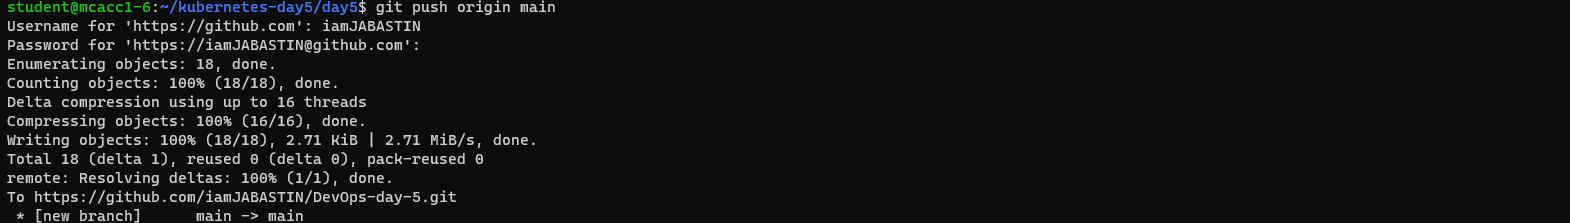 student@mcacc1-6:~/kubernetes-day5/day5$ git push origin main
Username for 'https://github.com': iamJABASTIN
Password for 'https://iamJABASTIN@github.com':
Enumerating objects: 18, done.
Counting objects: 100% (18/18), done.
Delta compression using up to 16 threads
Compressing objects: 100% (16/16), done.
Writing objects: 100% (18/18), 2.71 KiB | 2.71 MiB/s, done.
Total 18 (delta 1), reused 0 (delta 0), pack-reused 0
remote: Resolving deltas: 100% (1/1), done.
To https://github.com/iamJABASTIN/DevOps-day-5.git
 * [new branch]      main -> main